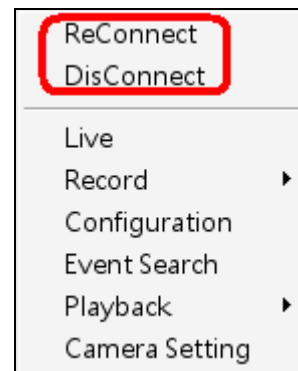 ReConnect
DisConnect
Live
Record
Configuration
Event Search
Playback
Camera Setting